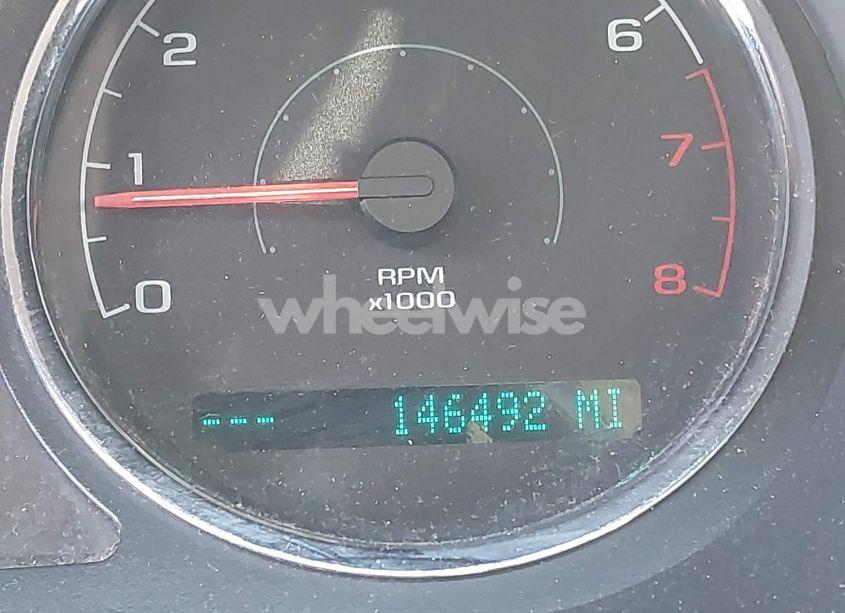 2 6
1 7
0 8
RPM
x1000
wheelwise
--- 146492 MI